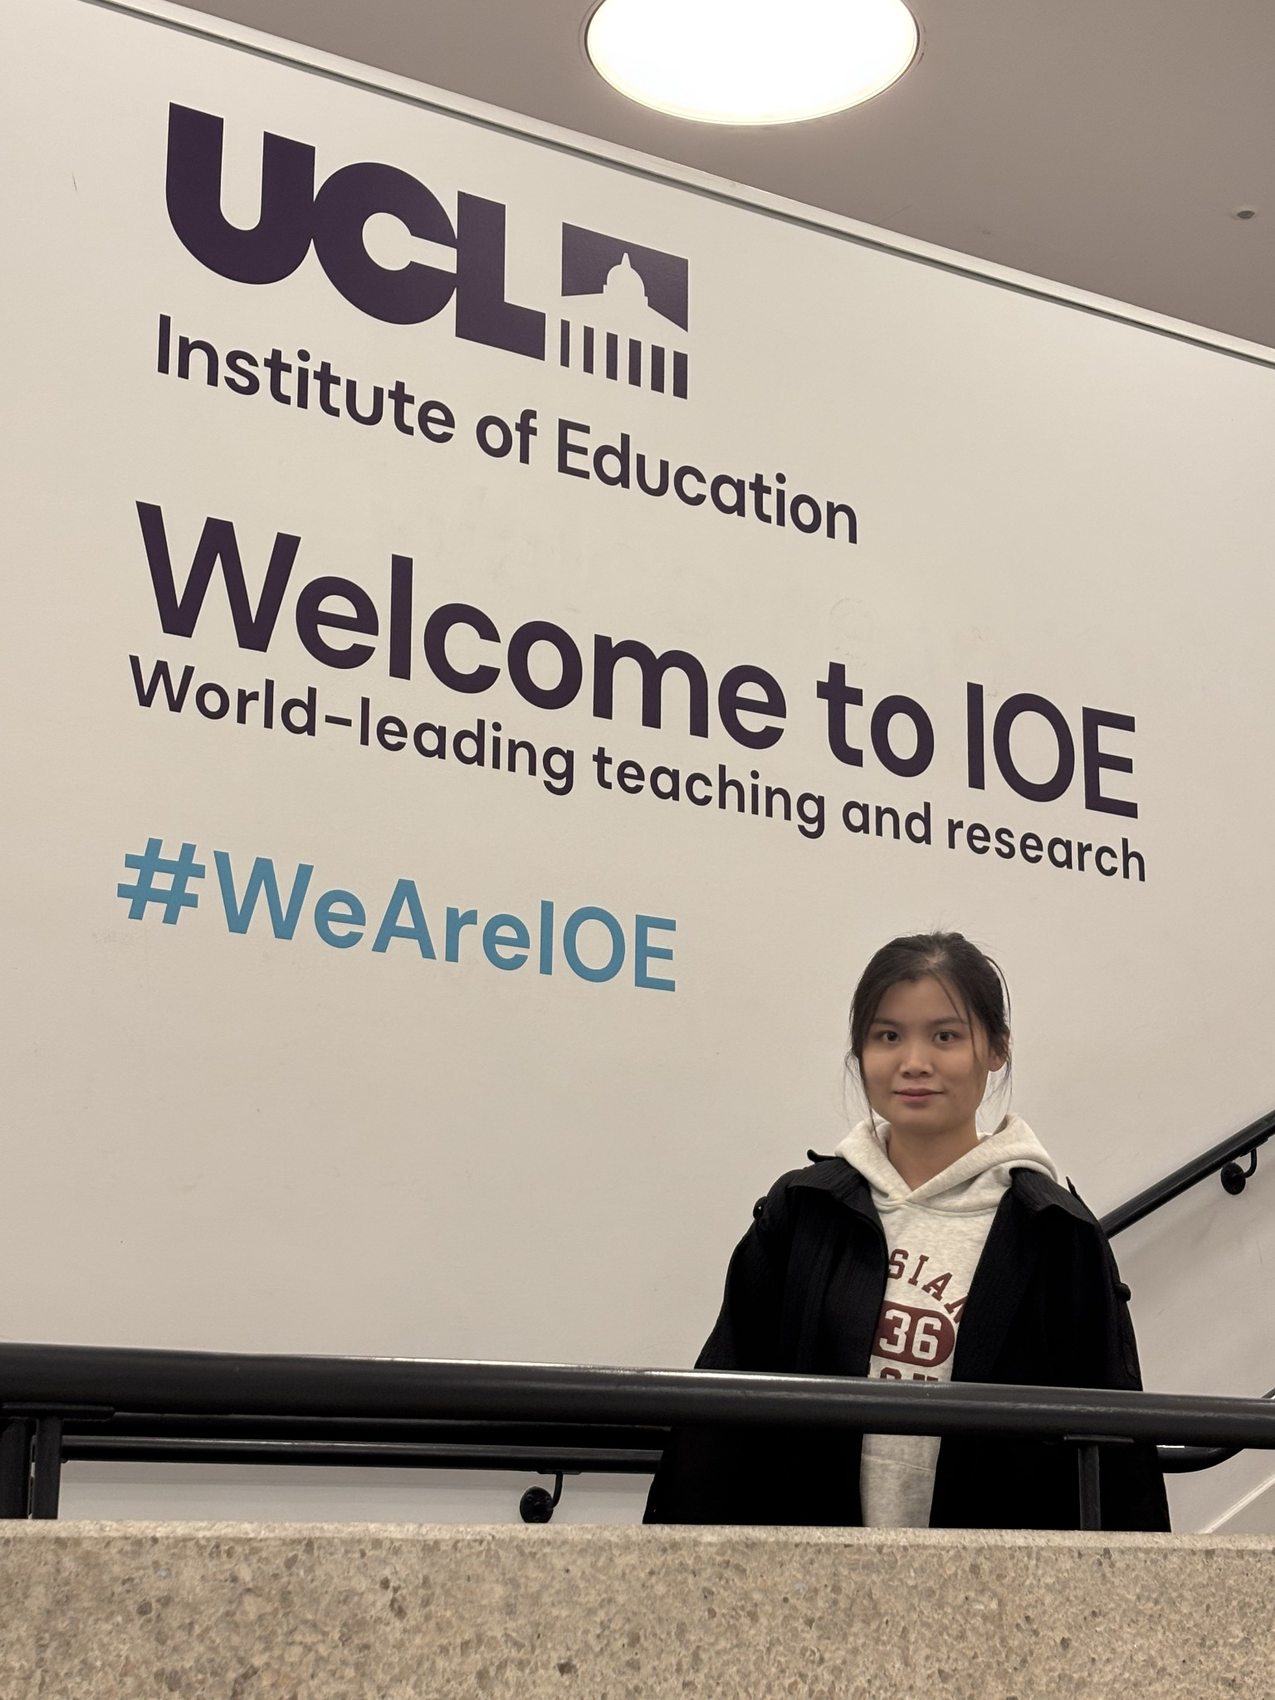 UCL
Institute of Education
Welcome to IOE
World-leading teaching and research
#WeAreIOE
36